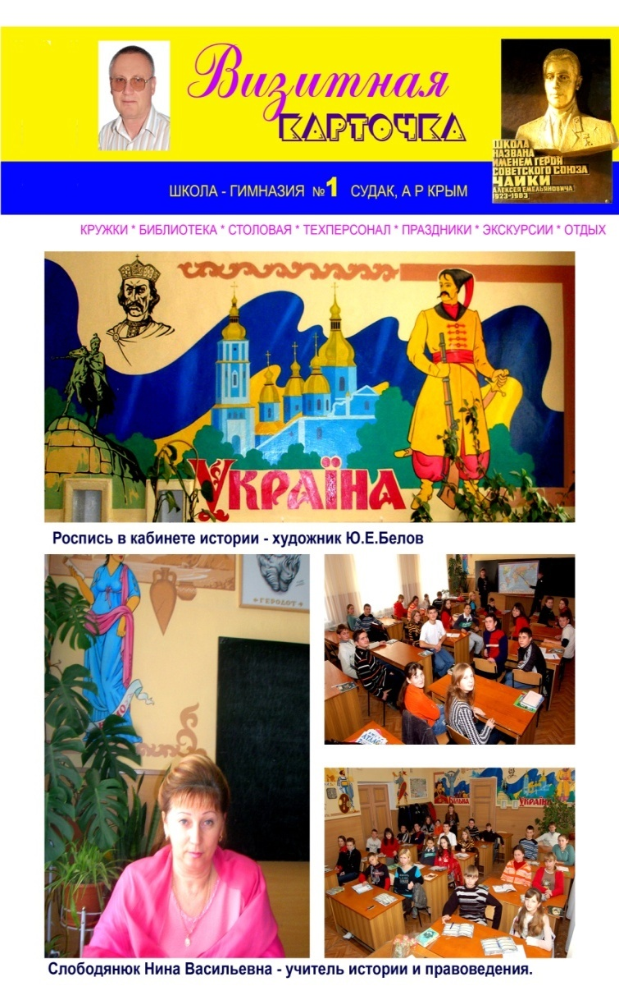 Визитная
КАРТОЧКА
ШКОЛА
НАЗВАНА
ИМЕНЕМ ГЕРОЯ
СОВЕТСКОГО СОЮЗА
ЧАЙКИ
АЛЕКСЕЯ ЕМЕЛЬЯНОВИЧА
1923-1983
ШКОЛА - ГИМНАЗИЯ №1 СУДАК, А Р КРЫМ
КРУЖКИ * БИБЛИОТЕКА * СТОЛОВАЯ * ТЕХПЕРСОНАЛ * ПРАЗДНИКИ * ЭКСКУРСИИ * ОТДЫХ
Україна
Роспись в кабинете истории - художник Ю.Е.Белов
ГЕРОДОТ
АТЛАС
УКРАЇНА
Слободянюк Нина Васильевна - учитель истории и правоведения.